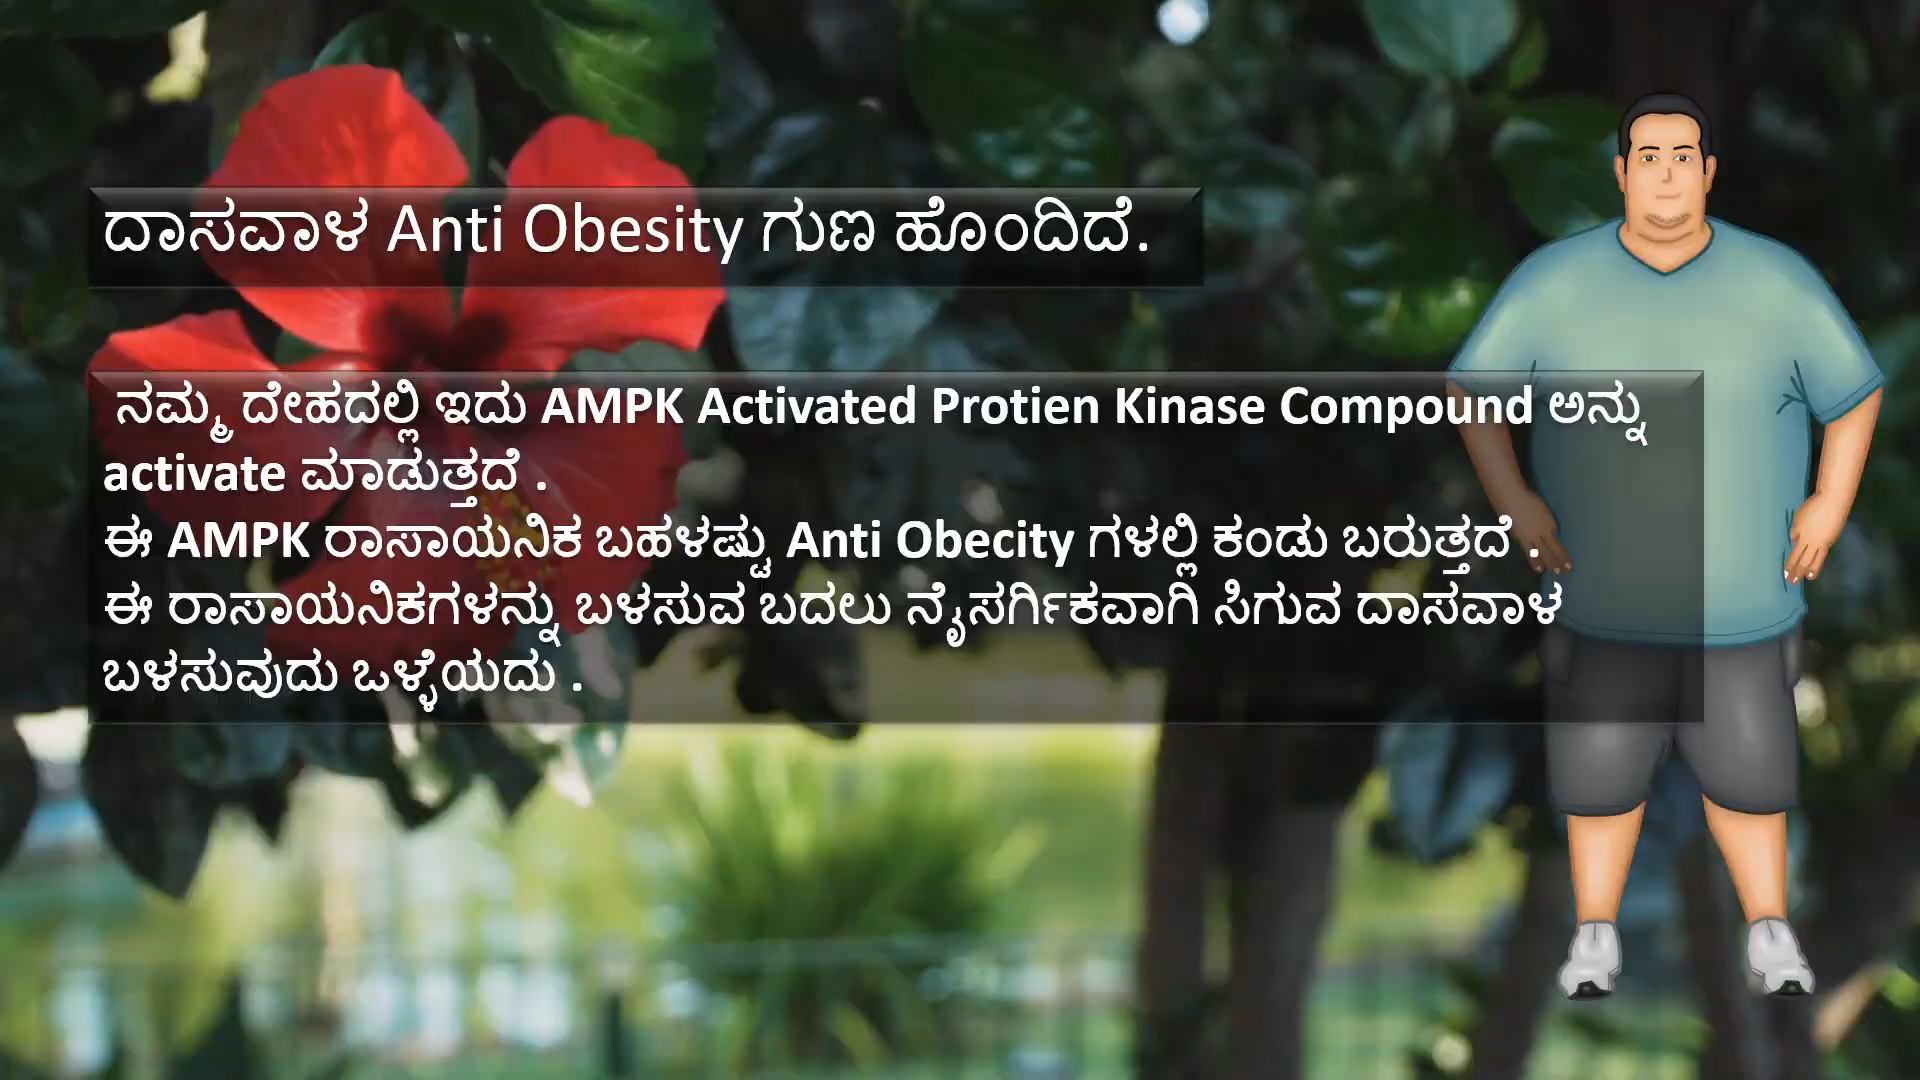 ದಾಸವಾಳ Anti Obesity ಗುಣ ಹೊಂದಿದೆ.
ನಮ್ಮ ದೇಹದಲ್ಲಿ ಇದು AMPK Activated Protien Kinase Compound ಅನ್ನು
activate ಮಾಡುತ್ತದೆ .
ಈ AMPK ರಾಸಾಯನಿಕ ಬಹಳಷ್ಟು Anti Obecity ಗಳಲ್ಲಿ ಕಂಡು ಬರುತ್ತದೆ .
ಈ ರಾಸಾಯನಿಕಗಳನ್ನು ಬಳಸುವ ಬದಲು ನೈಸರ್ಗಿಕವಾಗಿ ಸಿಗುವ ದಾಸವಾಳ
ಬಳಸುವುದು ಒಳ್ಳೆಯದು .